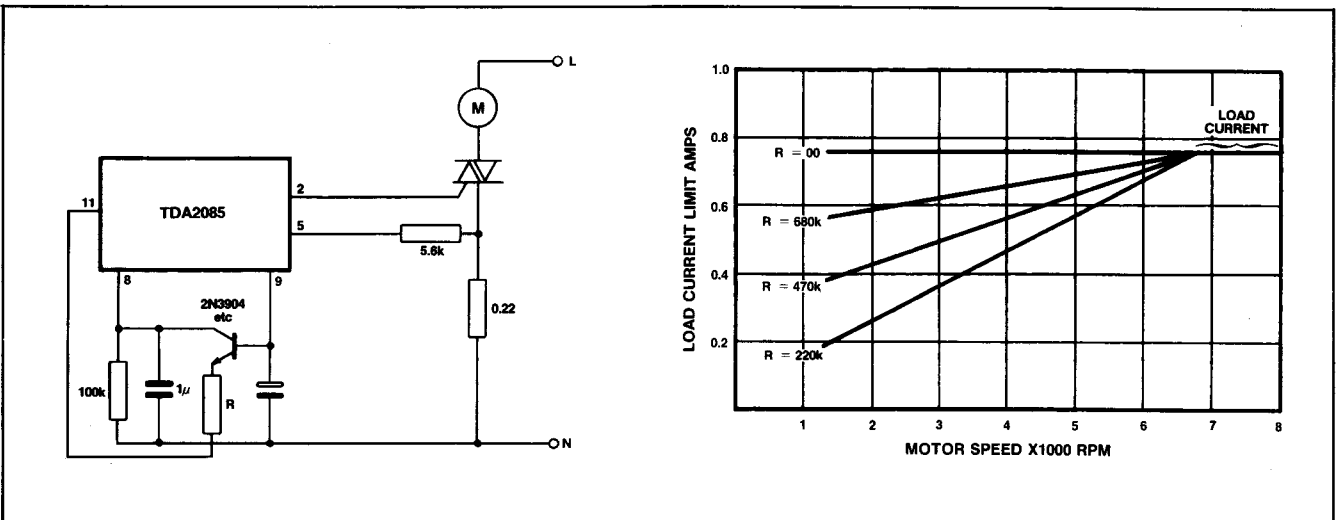 L
M
2
11
TDA2085
5
5.6k
8
9
2N3904
etc
0.22
100k
1μ
R
N
LOAD CURRENT LIMIT AMPS
1.0
0.8
0.6
0.4
0.2
LOAD
CURRENT
R = 00
R = 680k
R = 470k
R = 220k
1 2 3 4 5 6 7 8
MOTOR SPEED X1000 RPM